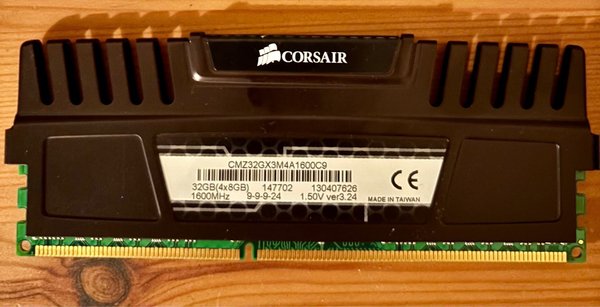 CORSAIR
CMZ32GX3M4A1600C9
32GB(4x8GB) 147702 130407626
1600MHz 9-9-9-24 1.50V ver3.24
CE
MADE IN TAIWAN